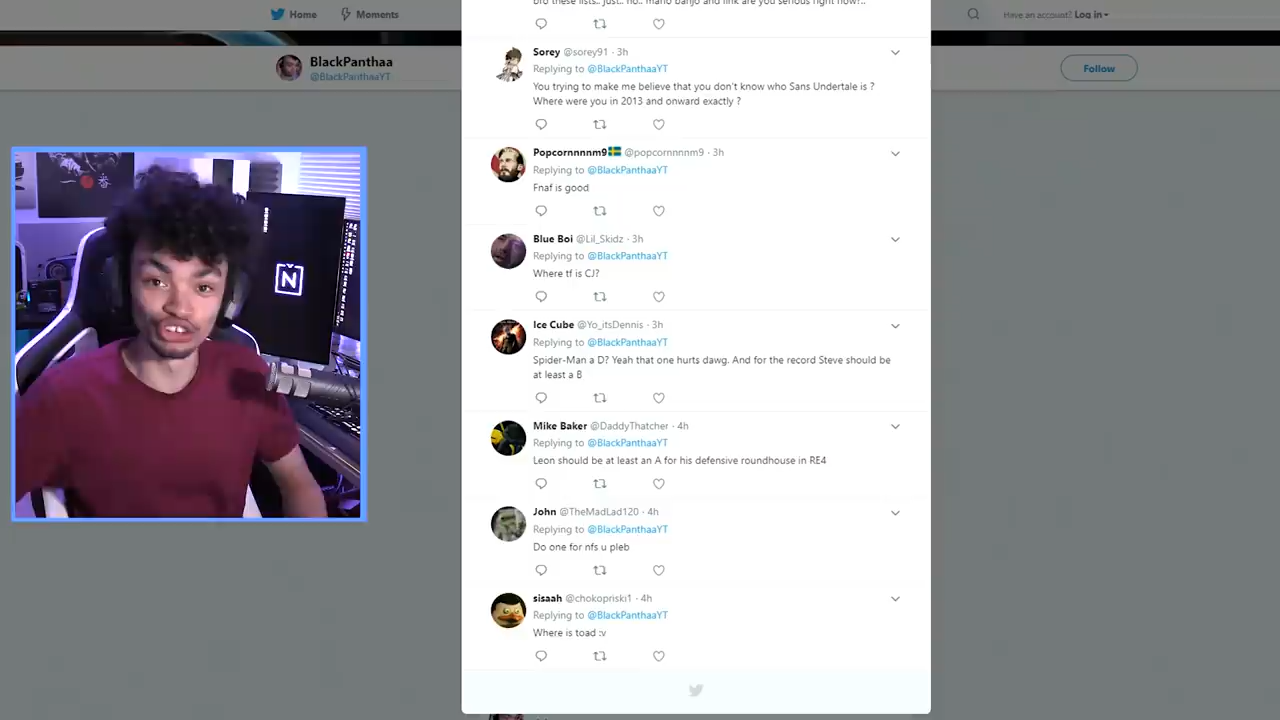 Home
Moments
Have an account? Log in
BlackPanthaa
@BlackPanthaaYT
Follow
bro these lists.. just.. no.. mario banjo and link are you serious right now?..
Sorey @sorey91 · 3h
Replying to @BlackPanthaaYT
You trying to make me believe that you don't know who Sans Undertale is ?
Where were you in 2013 and onward exactly ?
Popcornnnnm9 @popcornnnm9 · 3h
Replying to @BlackPanthaaYT
Fnaf is good
Blue Boi @Lil_Skidz · 3h
Replying to @BlackPanthaaYT
Where tf is CJ?
Ice Cube @Yo_itsDennis · 3h
Replying to @BlackPanthaaYT
Spider-Man a D? Yeah that one hurts dawg. And for the record Steve should be
at least a B
Mike Baker @DaddyThatcher · 4h
Replying to @BlackPanthaaYT
Leon should be at least an A for his defensive roundhouse in RE4
John @TheMadLad120 · 4h
Replying to @BlackPanthaaYT
Do one for nfs u pleb
sisaah @chokopriski1 · 4h
Replying to @BlackPanthaaYT
Where is toad :v
N